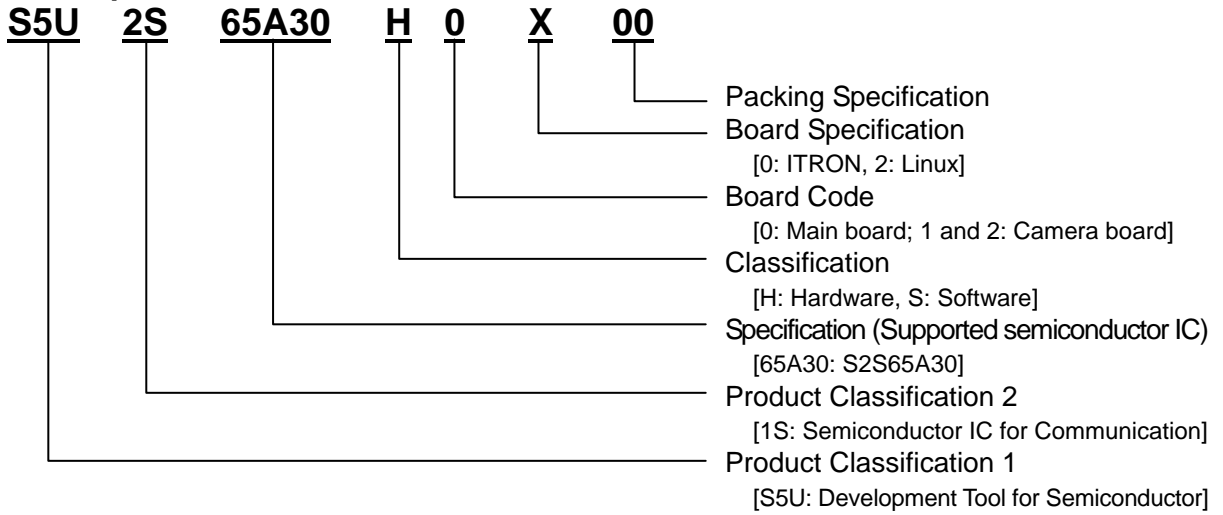 S5U 2S 65A30 H 0 X 00
Packing Specification
Board Specification
[0: ITRON, 2: Linux]
Board Code
[0: Main board; 1 and 2: Camera board]
Classification
[H: Hardware, S: Software]
Specification (Supported semiconductor IC)
[65A30: S2S65A30]
Product Classification 2
[1S: Semiconductor IC for Communication]
Product Classification 1
[S5U: Development Tool for Semiconductor]